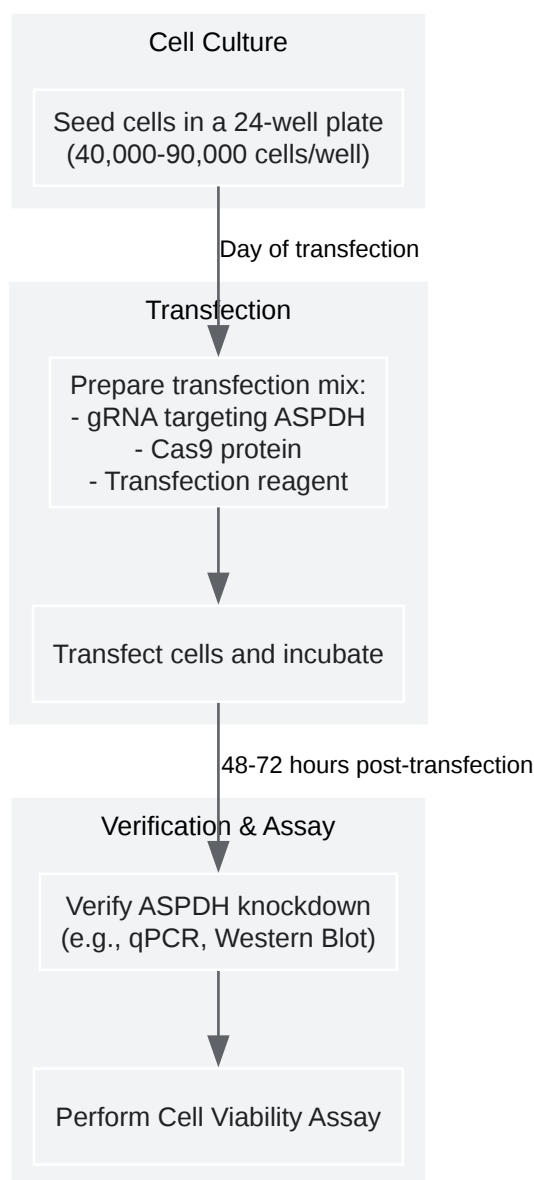 Cell Culture
Seed cells in a 24-well plate
(40,000-90,000 cells/well)
Day of transfection
Transfection
Prepare transfection mix:
- gRNA targeting ASPDH
- Cas9 protein
- Transfection reagent
Transfect cells and incubate
48-72 hours post-transfection
Verification & Assay
Verify ASPDH knockdown
(e.g., qPCR, Western Blot)
Perform Cell Viability Assay